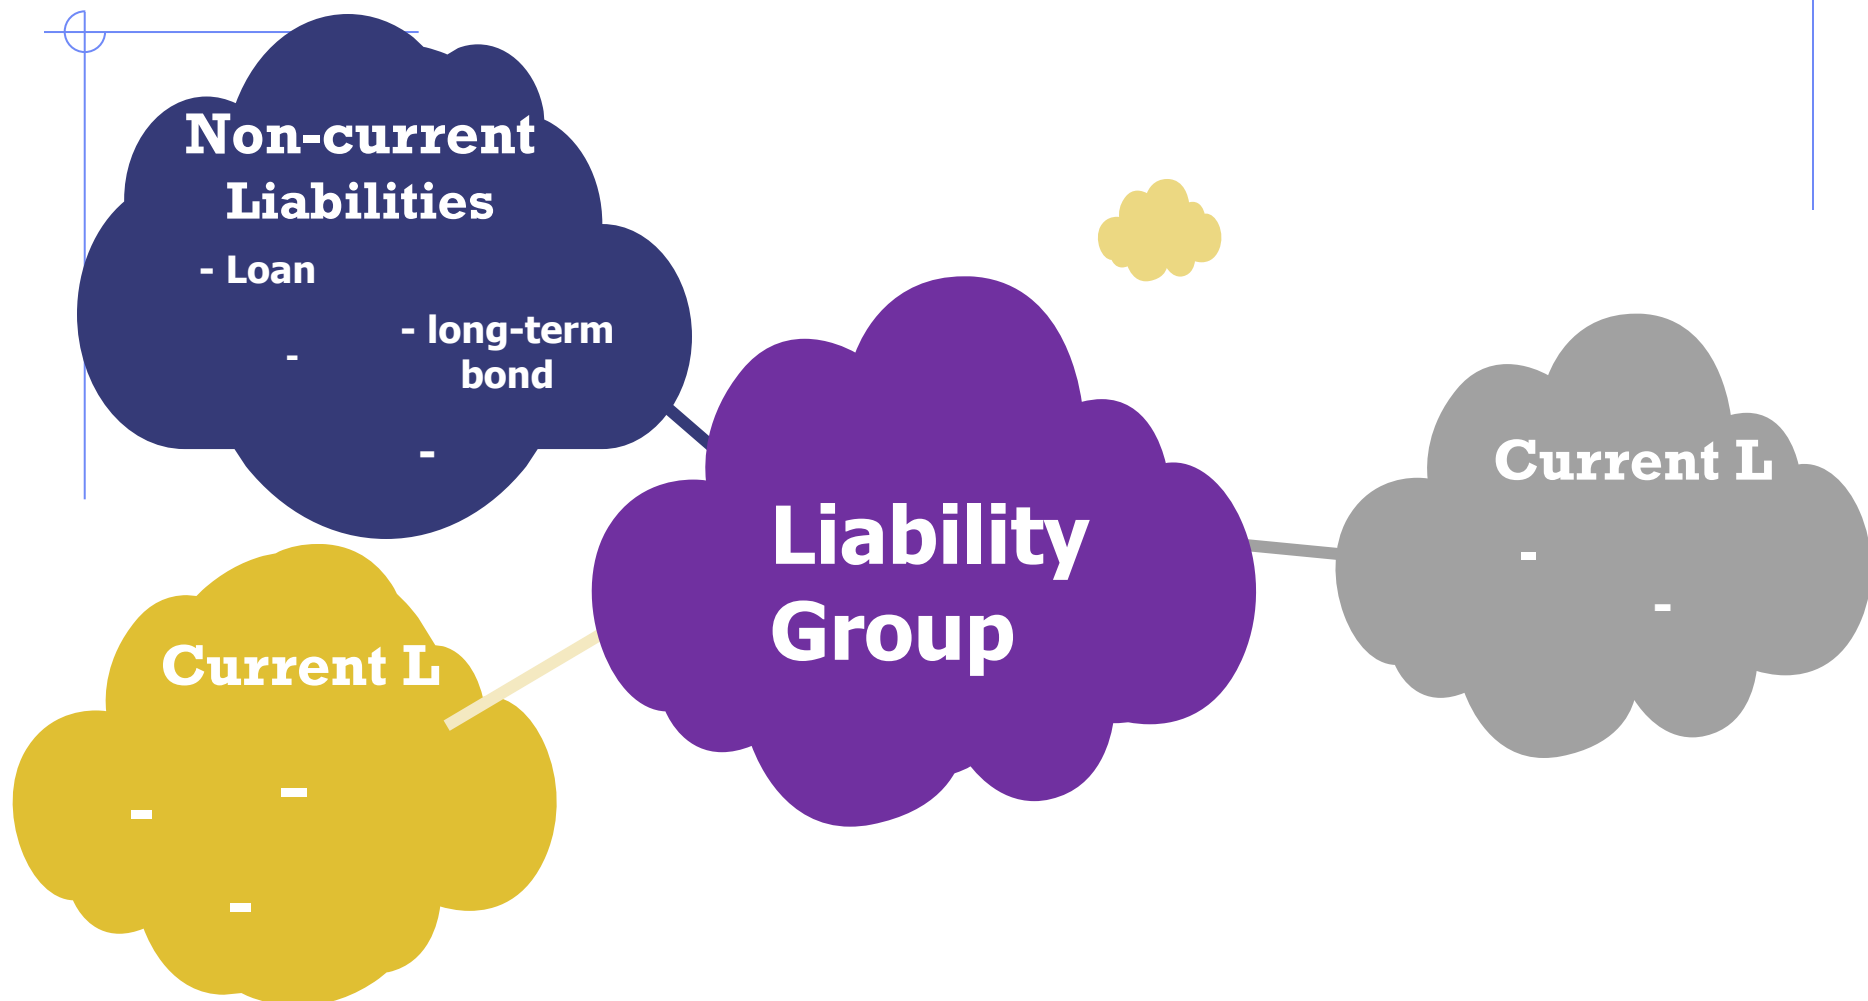 Non-current
Liabilities
- Loan
- long-term
bond
-
-
Liability
Group
Current L
-
-
Current L
-
-
-